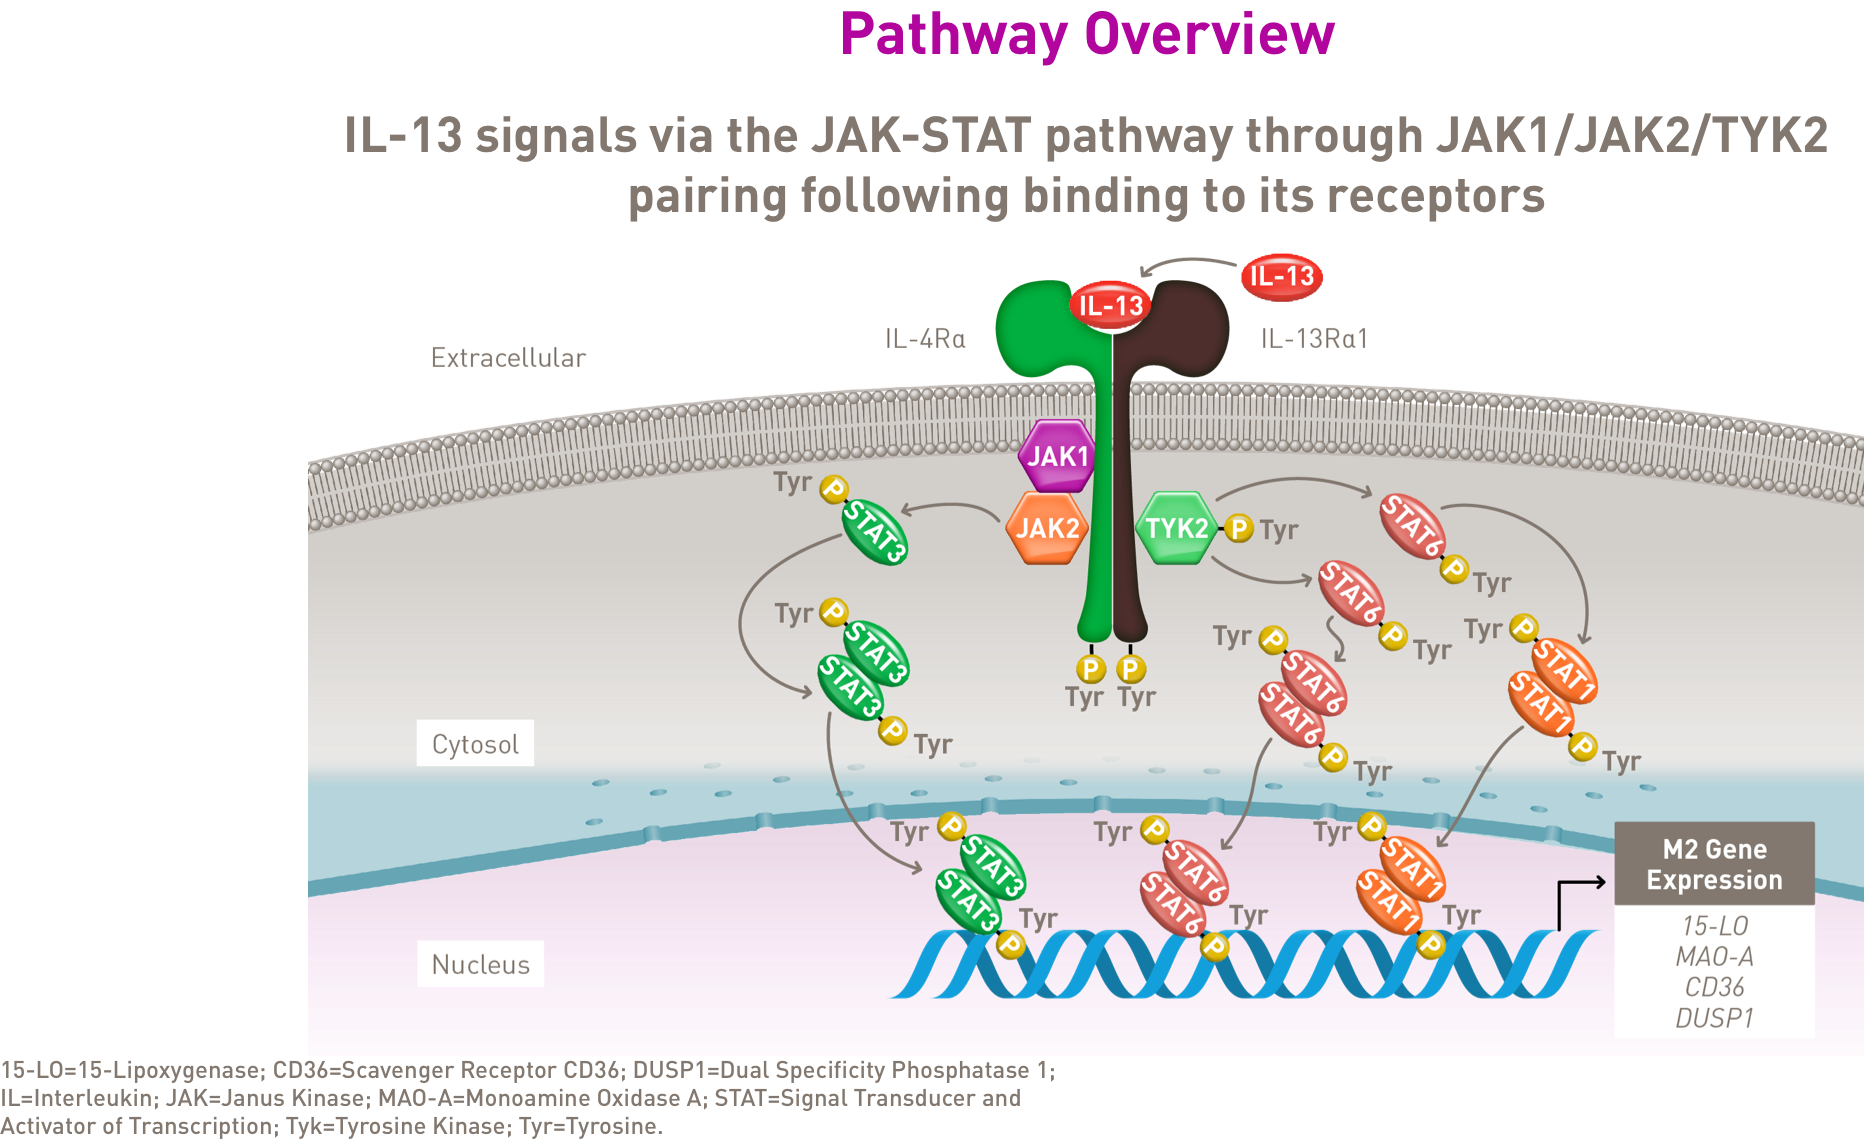 Pathway Overview
IL-13 signals via the JAK-STAT pathway through JAK1/JAK2/TYK2
pairing following binding to its receptors
IL-13
IL-13
IL-4Rα
IL-13Rα1
Extracellular
JAK1
Tyr
P
STAT3
JAK2
TYK2
P
Tyr
STAT6
P
Tyr
STAT6
P
Tyr
Tyr
P
STAT3
STAT3
P
Tyr
P
P
Tyr
Tyr
Tyr
P
STAT6
STAT6
P
Tyr
Tyr
P
STAT1
STAT1
P
Tyr
Cytosol
Tyr
P
STAT3
STAT3
Tyr
P
Tyr
P
STAT6
STAT6
Tyr
P
Tyr
P
STAT1
STAT1
Tyr
P
M2 Gene
Expression
15-LO
MAO-A
CD36
DUSP1
Nucleus
15-LO=15-Lipoxygenase; CD36=Scavenger Receptor CD36; DUSP1=Dual Specificity Phosphatase 1;
IL=Interleukin; JAK=Janus Kinase; MAO-A=Monoamine Oxidase A; STAT=Signal Transducer and
Activator of Transcription; Tyk=Tyrosine Kinase; Tyr=Tyrosine.